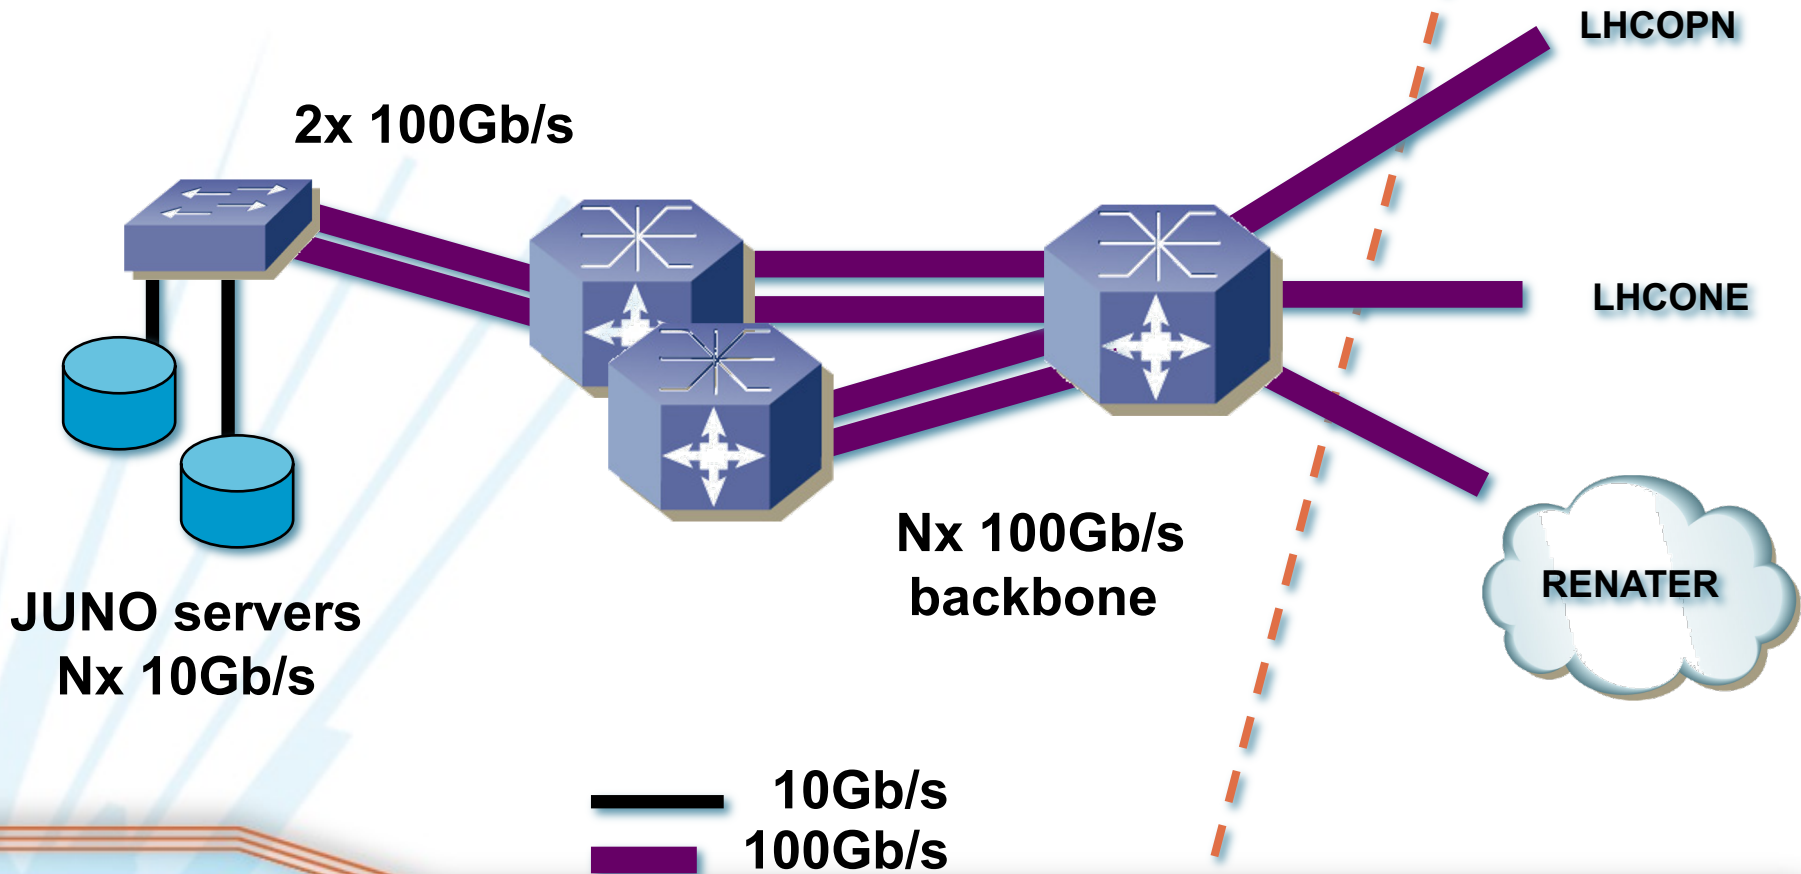 LHCOPN
2x 100Gb/s
LHCONE
Nx 100Gb/s
backbone
RENATER
JUNO servers
Nx 10Gb/s
10Gb/s
100Gb/s